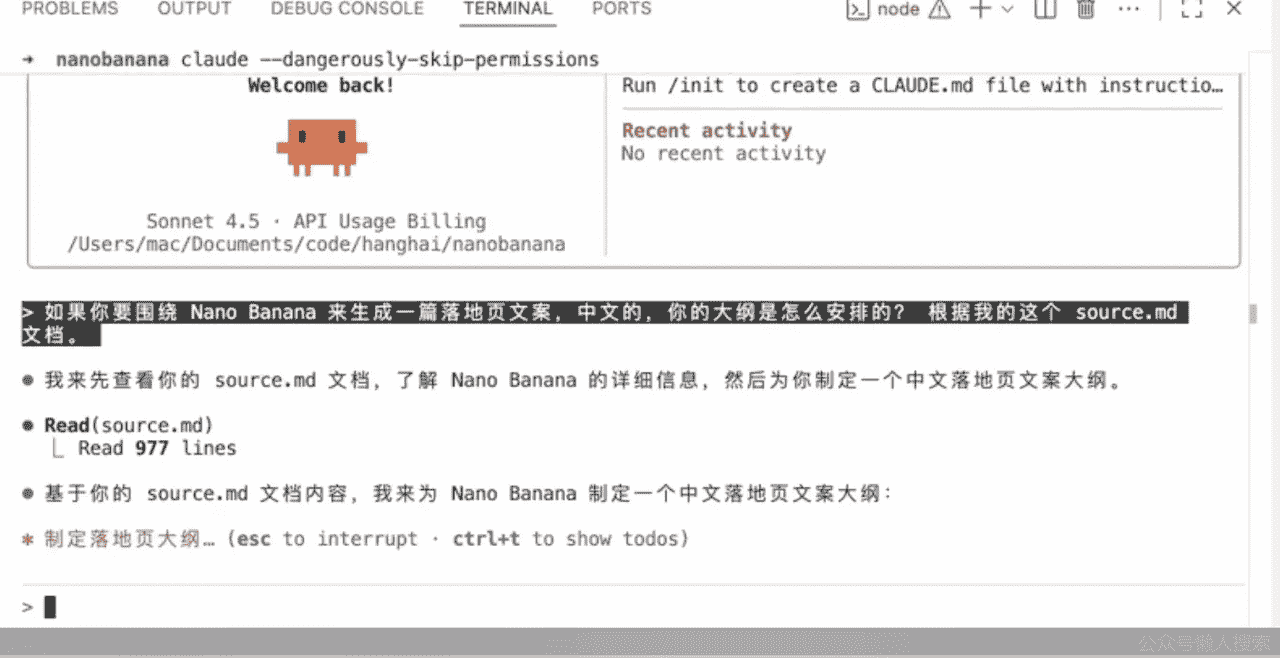 PROBLEMS OUTPUT DEBUG CONSOLE TERMINAL PORTS node
→ nanobanana claude --dangerously-skip-permissions
Welcome back!
Run /init to create a CLAUDE.md file with instructio…
Recent activity
No recent activity
Sonnet 4.5 · API Usage Billing
/Users/mac/Documents/code/hanghai/nanobanana
> 如果你要围绕 Nano Banana 来生成一篇落地页文案，中文的，你的大纲是怎么安排的？ 根据我的这个 source.md
文档。
● 我来先查看你的 source.md 文档，了解 Nano Banana 的详细信息，然后为你制定一个中文落地页文案大纲。
● Read(source.md)
⎿ Read 977 lines
● 基于你的 source.md 文档内容，我来为 Nano Banana 制定一个中文落地页文案大纲：
* 制定落地页大纲… (esc to interrupt · ctrl+t to show todos)
>
公众号懒人搜索